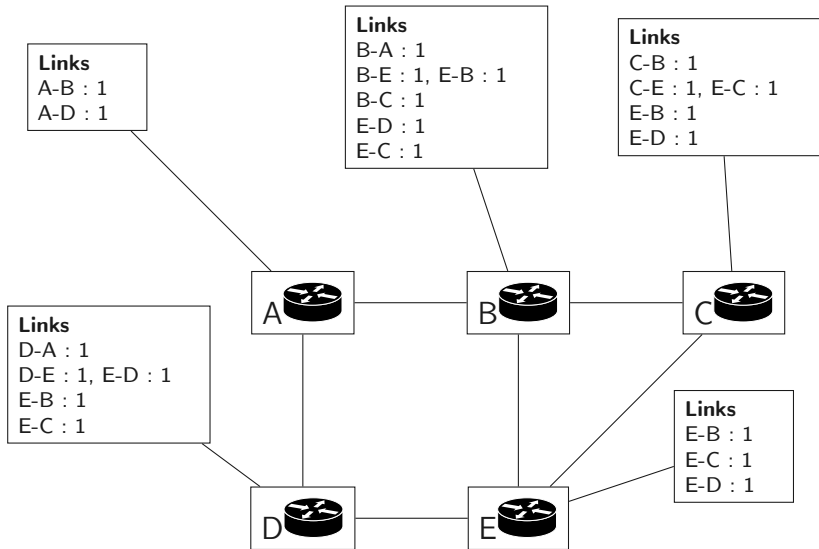 Links
A-B : 1
A-D : 1
Links
B-A : 1
B-E : 1, E-B : 1
B-C : 1
E-D : 1
E-C : 1
Links
C-B : 1
C-E : 1, E-C : 1
E-B : 1
E-D : 1
A
B
C
Links
D-A : 1
D-E : 1, E-D : 1
E-B : 1
E-C : 1
Links
E-B : 1
E-C : 1
E-D : 1
D
E